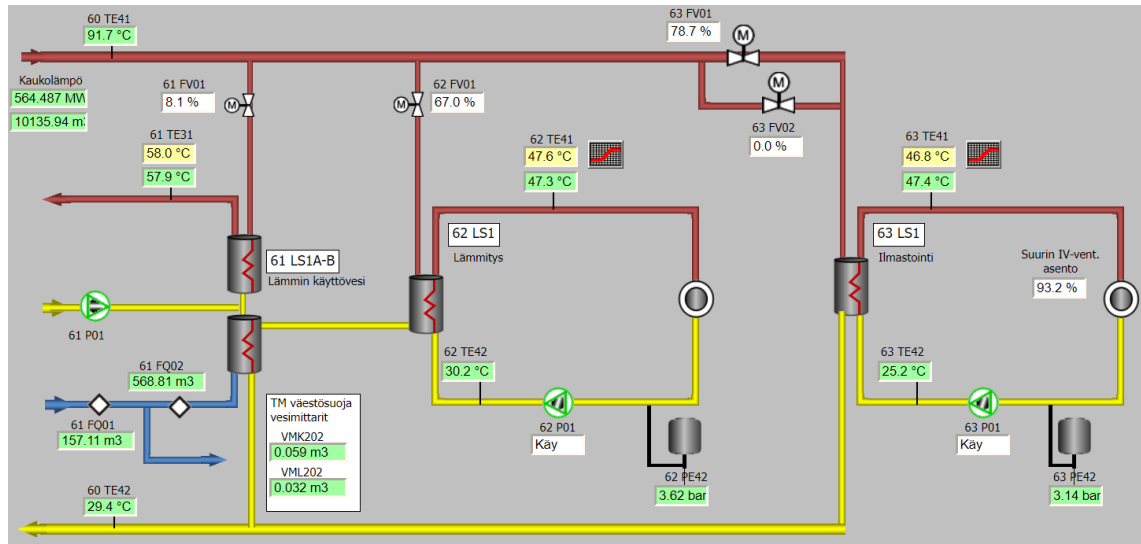 60 TE41
91.7 °C
Kaukolämpö
564.487 MW
10135.94 m
61 FV01
8.1 %
62 FV01
67.0 %
63 FV01
78.7 %
63 FV02
0.0 %
M
M
M
M
61 TE31
58.0 °C
57.9 °C
62 TE41
47.6 °C
47.3 °C
63 TE41
46.8 °C
47.4 °C
61 LS1A-B
Lämmin käyttövesi
62 LS1
Lämmitys
63 LS1
Ilmastointi
Suurin IV-vent.
asento
93.2 %
61 P01
61 FQ02
568.81 m3
61 FQ01
157.11 m3
62 TE42
30.2 °C
63 TE42
25.2 °C
TM väestösuoja
vesimittarit
VMK202
0.059 m3
VML202
0.032 m3
62 P01
Käy
63 P01
Käy
62 PE42
3.62 bar
63 PE42
3.14 bar
60 TE42
29.4 °C